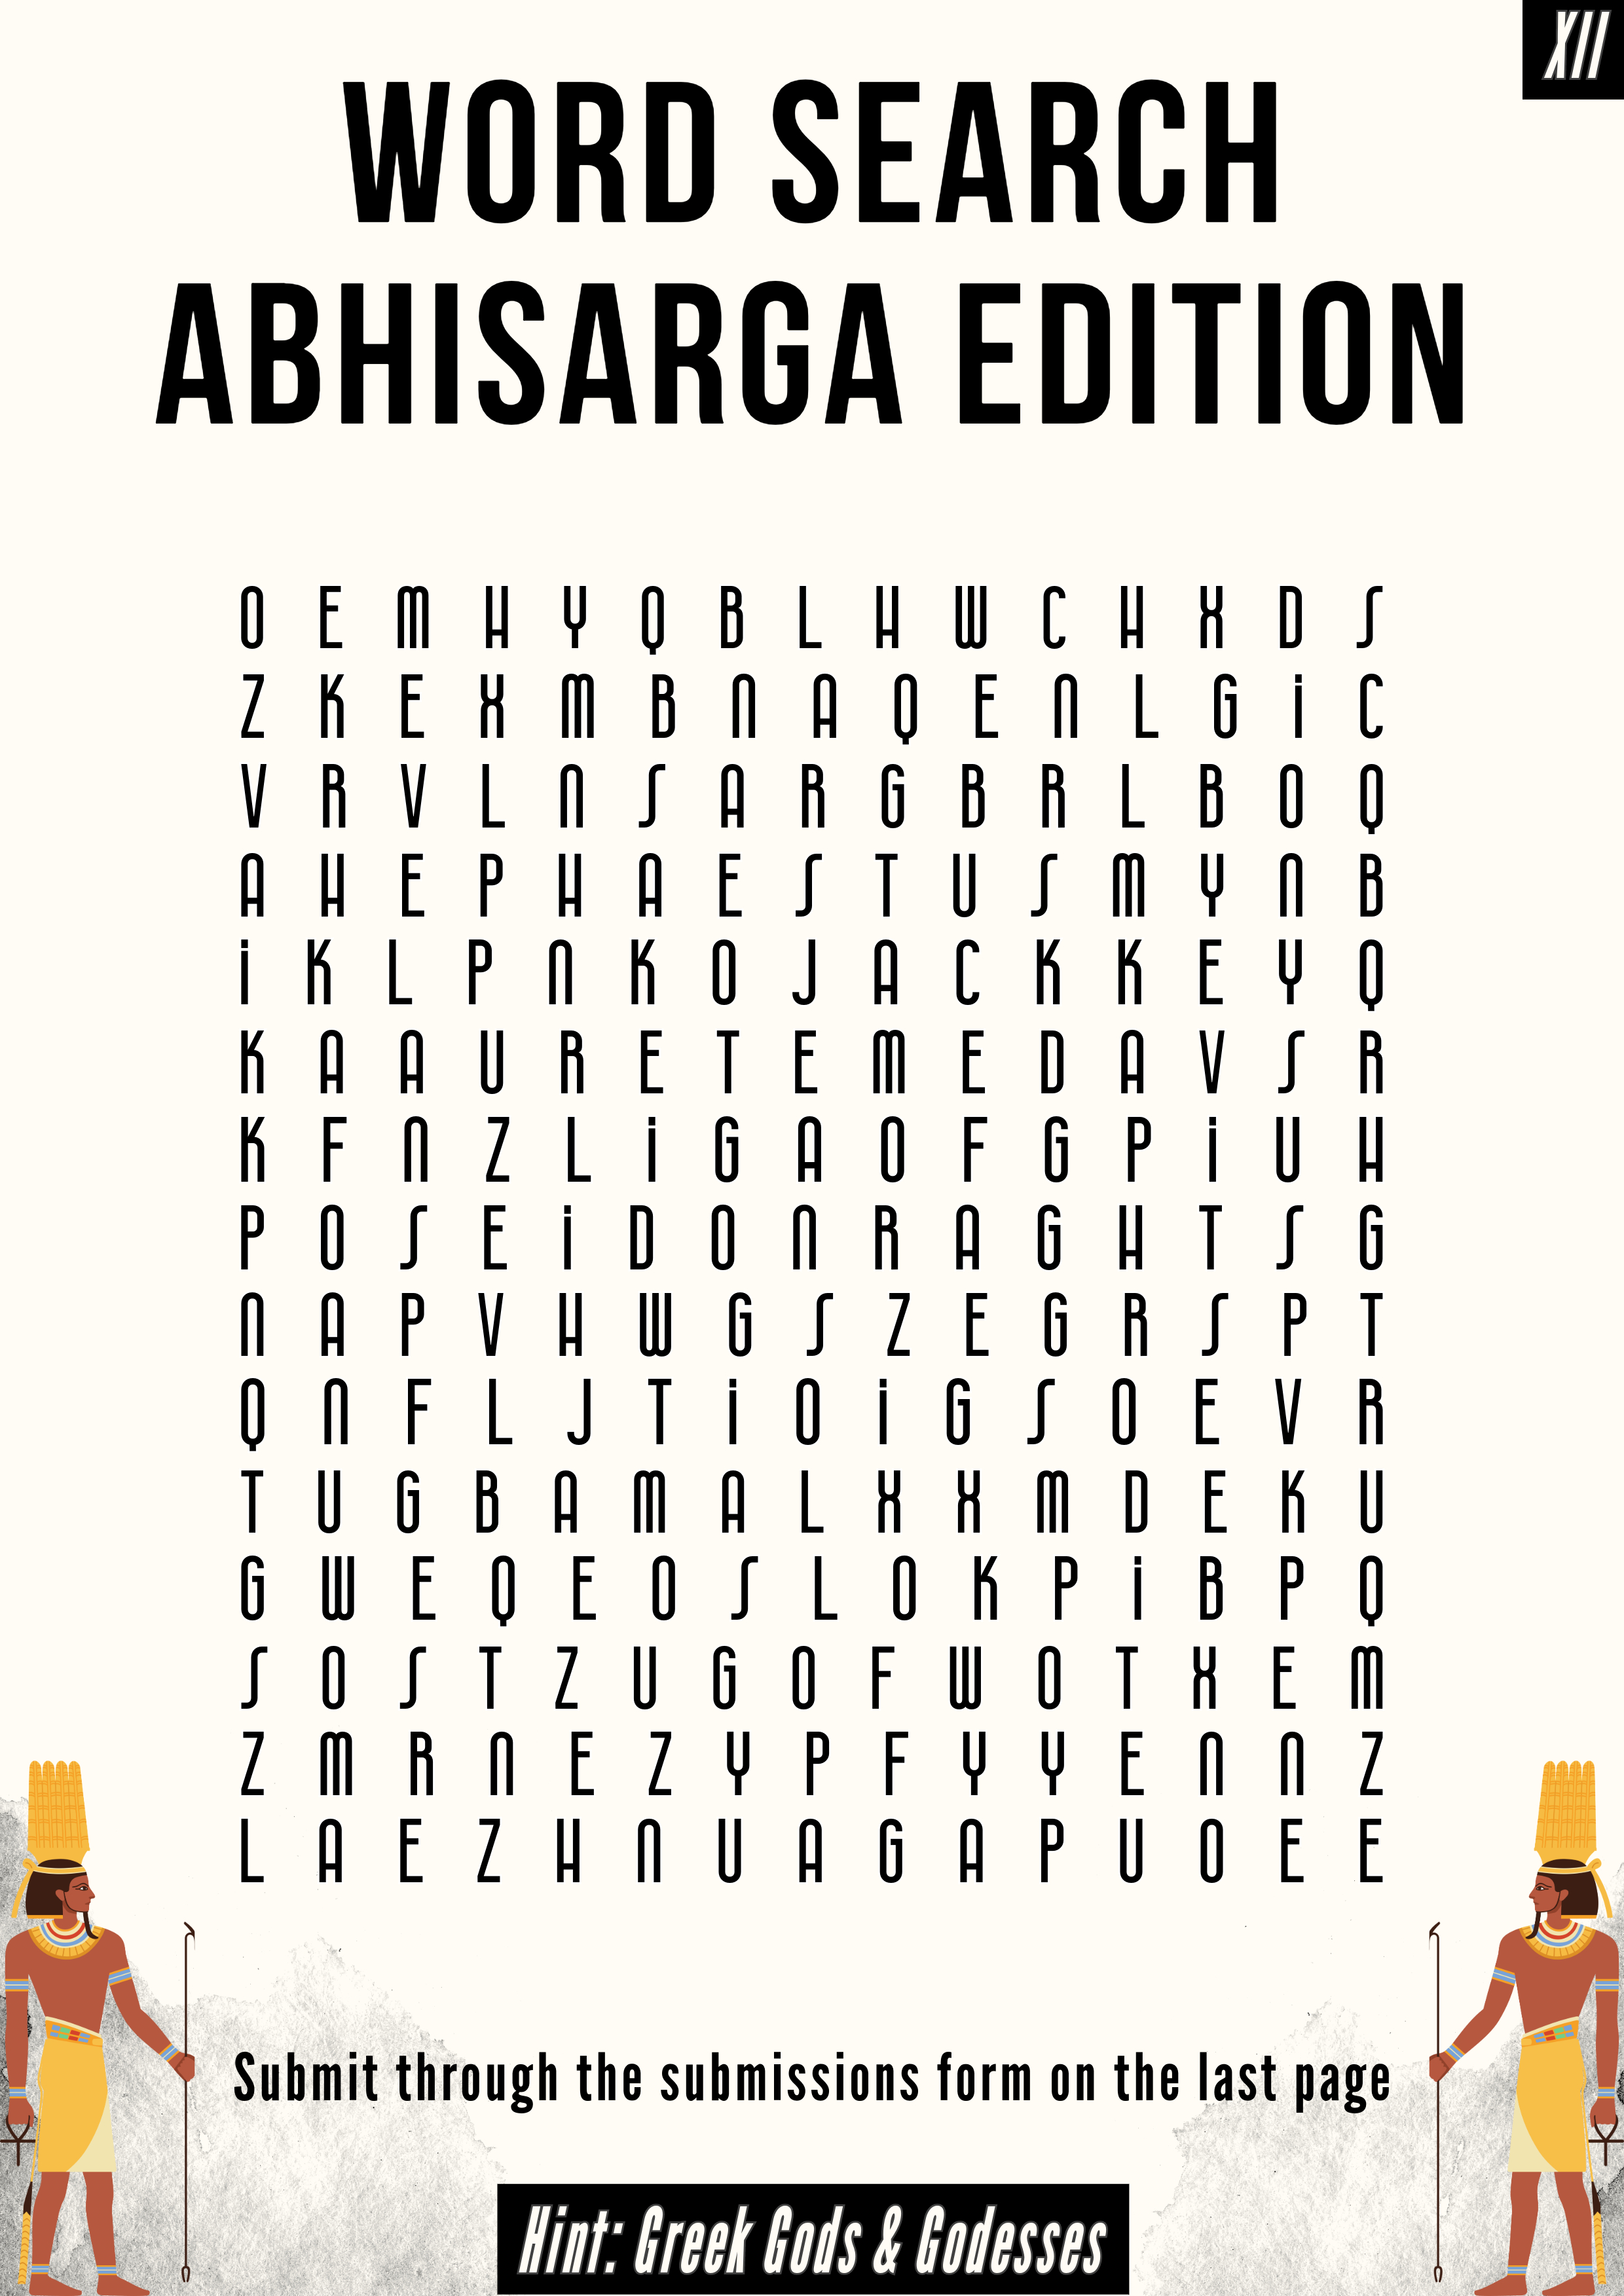 XII
WORD SEARCH
ABHISARGA EDITION
O E M H Y Q B L H W C H X D S
Z K E X M B N A Q E N L G i C
V R V L N S A R G B R L B O Q
A H E P H A E S T U S M Y N B
i K L P N K O J A C K K E Y Q
K A A U R E T E M E D A V S R
K F N Z L i G A O F G P i U H
P O S E i D O N R A G H T S G
N A P V H W G S Z E G R S P T
Q N F L J T i O i G S O E V R
T U G B A M A L X X M D E K U
G W E Q E O S L O K P i B P Q
S O S T Z U G O F W O T X E M
Z M R N E Z Y P F Y Y E N N Z
L A E Z H N U A G A P U O E E
Submit through the submissions form on the last page
Hint: Greek Gods & Godesses